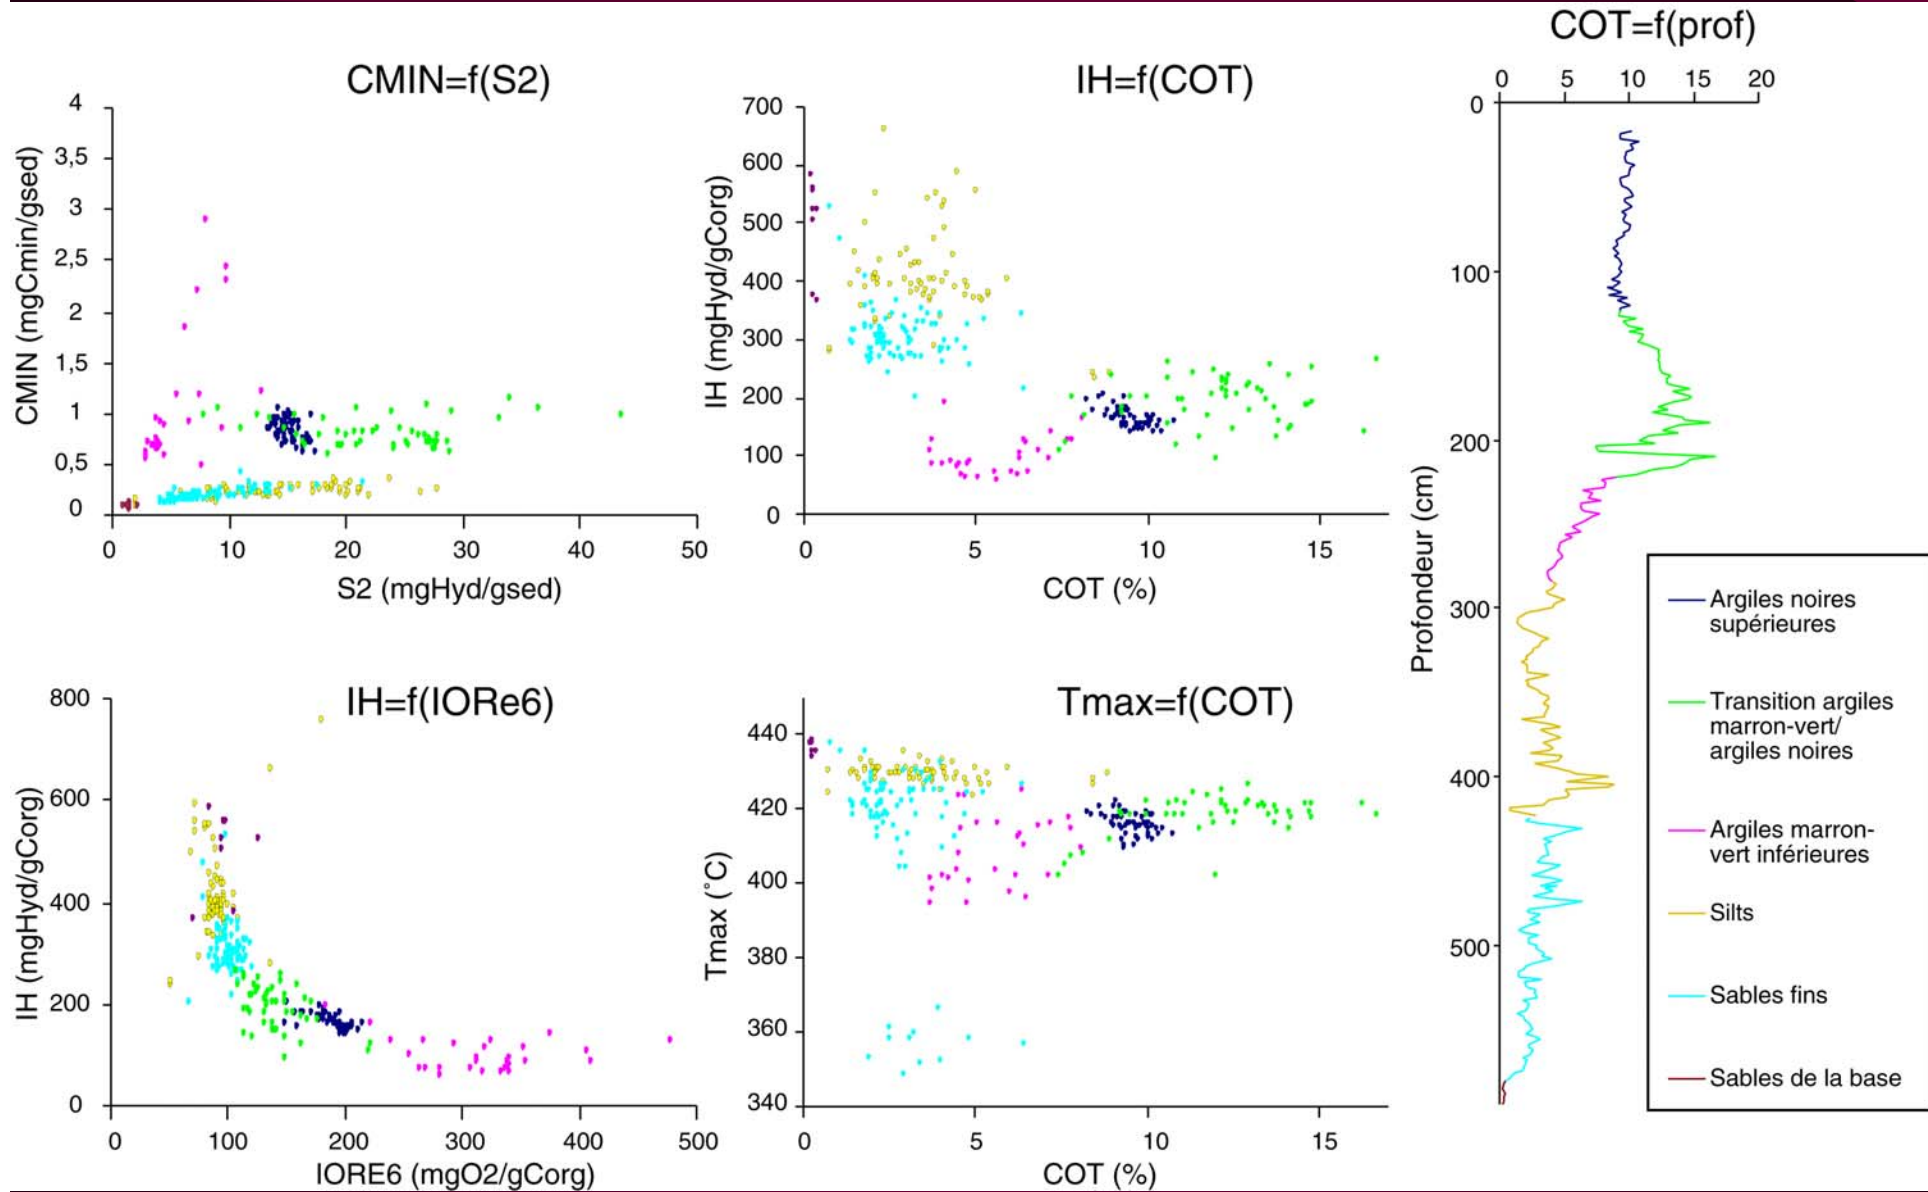 CMIN=f(S2)
CMIN (mgCmin/gsed)
4
3,5
3
2,5
2
1,5
1
0,5
0
0 10 20 30 40 50
S2 (mgHyd/gsed)
IH=f(COT)
IH (mgHyd/gCorg)
700
600
500
400
300
200
100
0
0 5 10 15
COT (%)
IH=f(IORe6)
IH (mgHyd/gCorg)
800
600
400
200
0
0 100 200 300 400 500
IORE6 (mgO2/gCorg)
Tmax=f(COT)
Tmax (˚C)
440
420
400
380
360
340
0 5 10 15
COT (%)
COT=f(prof)
0 5 10 15 20
Profondeur (cm)
0
100
200
300
400
500
Argiles noires
supérieures
Transition argiles
marron-vert/
argiles noires
Argiles marron-
vert inférieures
Silts
Sables fins
Sables de la base